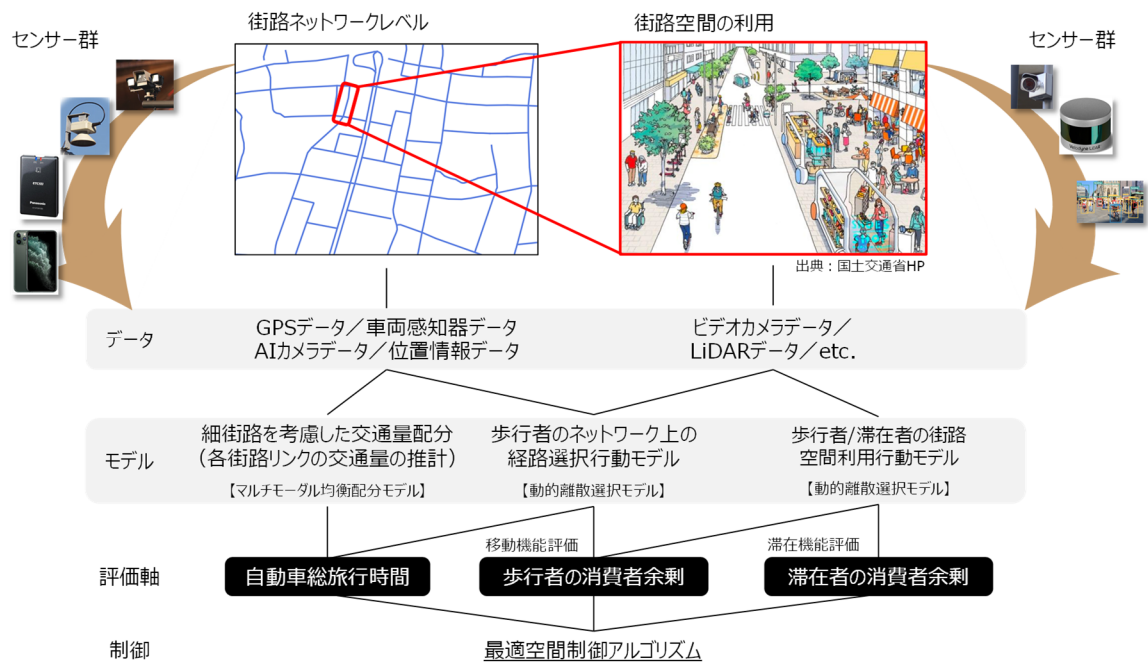 街路ネットワークレベル
街路空間の利用
センサー群
センサー群
Panasonic
Velodyne LiDAR
出典：国土交通省HP
データ
GPSデータ／車両感知器データ
AIカメラデータ／位置情報データ
ビデオカメラデータ／
LiDARデータ／etc.
モデル
細街路を考慮した交通量配分
（各街路リンクの交通量の推計）
【マルチモーダル均衡配分モデル】
歩行者のネットワーク上の
経路選択行動モデル
【動的離散選択モデル】
歩行者/滞在者の街路
空間利用行動モデル
【動的離散選択モデル】
移動機能評価
滞在機能評価
評価軸
自動車総旅行時間
歩行者の消費者余剰
滞在者の消費者余剰
制御
最適空間制御アルゴリズム